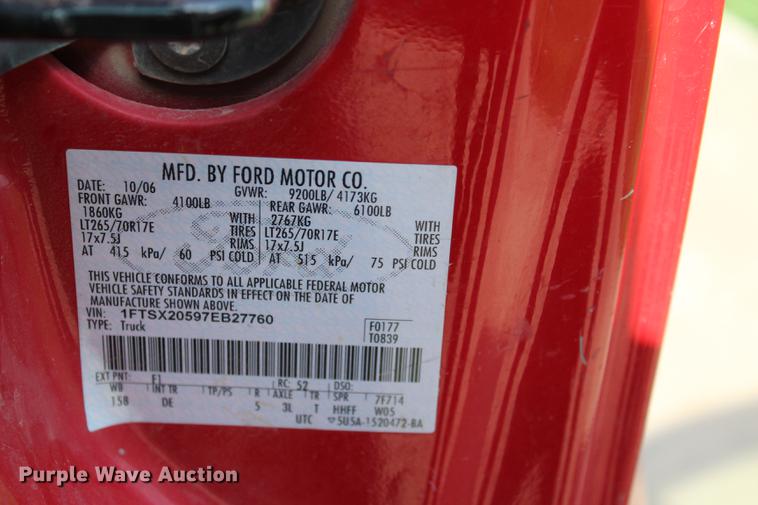 MFD. BY FORD MOTOR CO.
DATE: 10/06 GVWR: 9200LB/ 4173KG
FRONT GAWR: 4100LB REAR GAWR: 6100LB
1860KG WITH 2767KG WITH
LT265/70R17E TIRES LT265/70R17E TIRES
17x7.5J RIMS 17x7.5J RIMS
AT 415 kPa/ 60 PSI COLD AT 515 kPa/ 75 PSI COLD
THIS VEHICLE CONFORMS TO ALL APPLICABLE FEDERAL MOTOR
VEHICLE SAFETY STANDARDS IN EFFECT ON THE DATE OF
MANUFACTURE SHOWN ABOVE.
VIN: 1FTSX20597EB27760
TYPE: Truck
F0177
T0839
EXT PNT: F1 RC: 52 DSO:
WB INT TR TP/PS R AXLE TR SPR 7F714
158 DE 5 3L T HHFF W05
UTC 5U5A-1520472-BA
Ford
Purple Wave Auction®